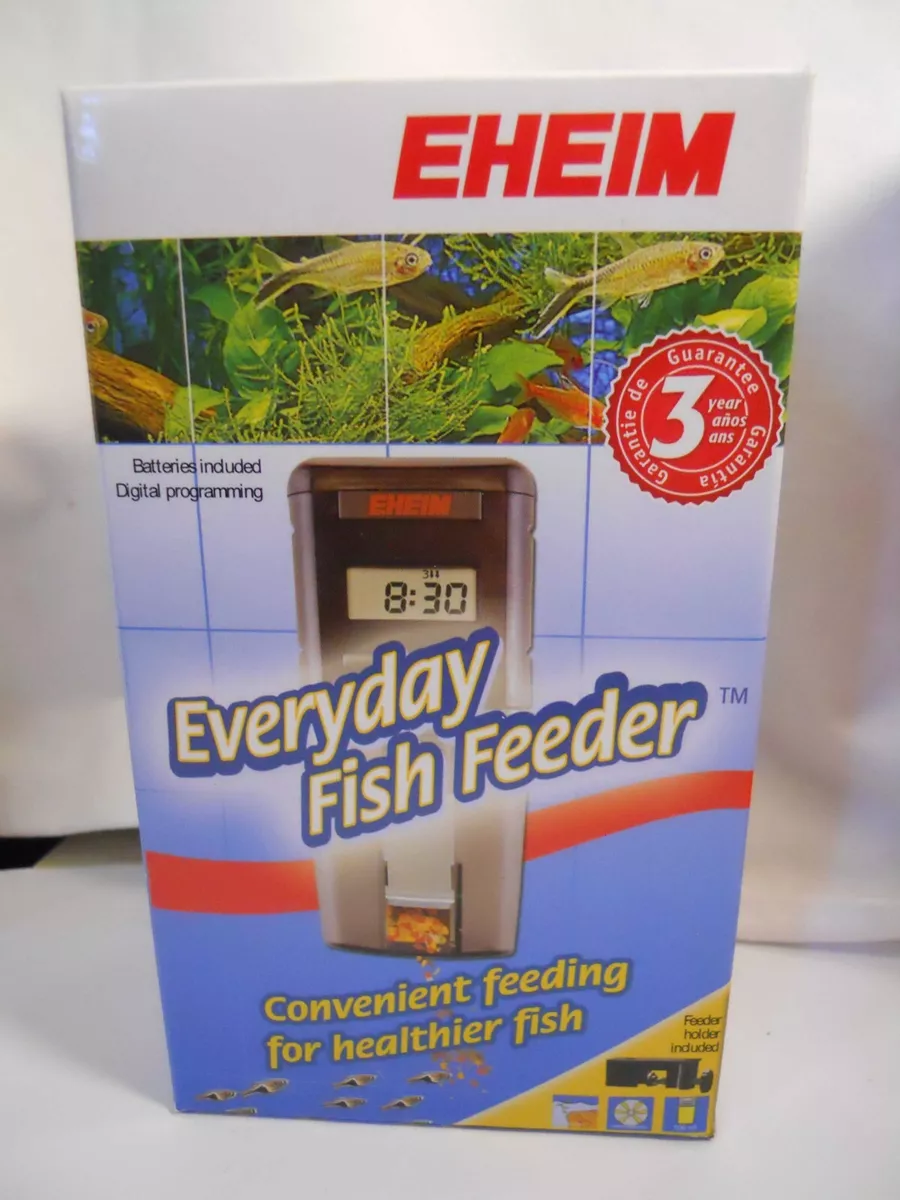 EHEIM
Guarantee
Garantie de
Garantía
3
year
años
ans
Batteries included
Digital programming
EHEIM
8:30
Everyday
Fish Feeder ™
Convenient feeding
for healthier fish
Feeder
holder
included